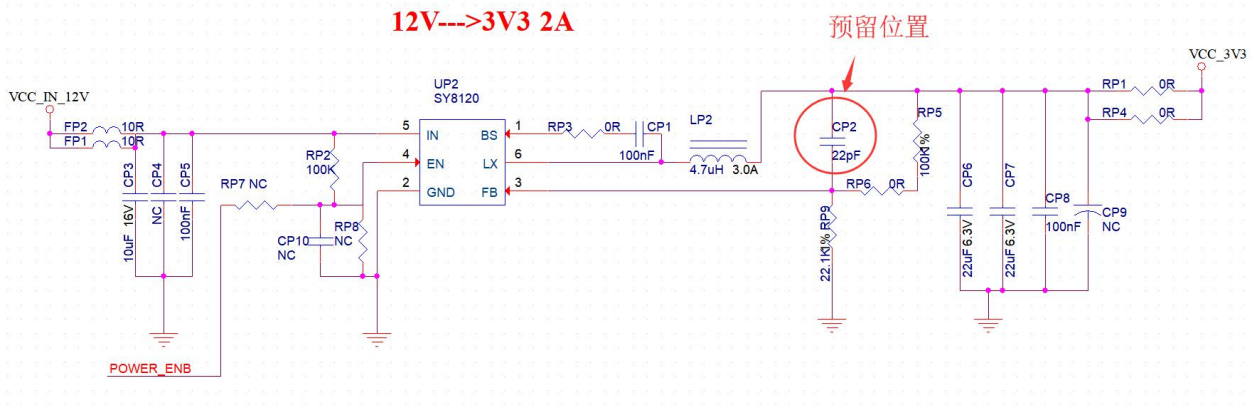 12V--->3V3 2A
预留位置
VCC_3V3
VCC_IN_12V
UP2
SY8120
FP2 10R
FP1 10R
5 IN
BS 1
4 EN
LX 6
2 GND
FB 3
RP3 0R
CP1
100nF
LP2
4.7uH 3.0A
CP2
22pF
RP5
100K1%
RP1 0R
RP4 0R
RP2
100K
CP3
10uF 16V
CP4
NC
CP5
100nF
RP7 NC
CP10
NC
RP8
NC
RP6 0R
RP9
22.1K1%
CP6
22uF 6.3V
CP7
22uF 6.3V
CP8
100nF
CP9
NC
POWER_ENB